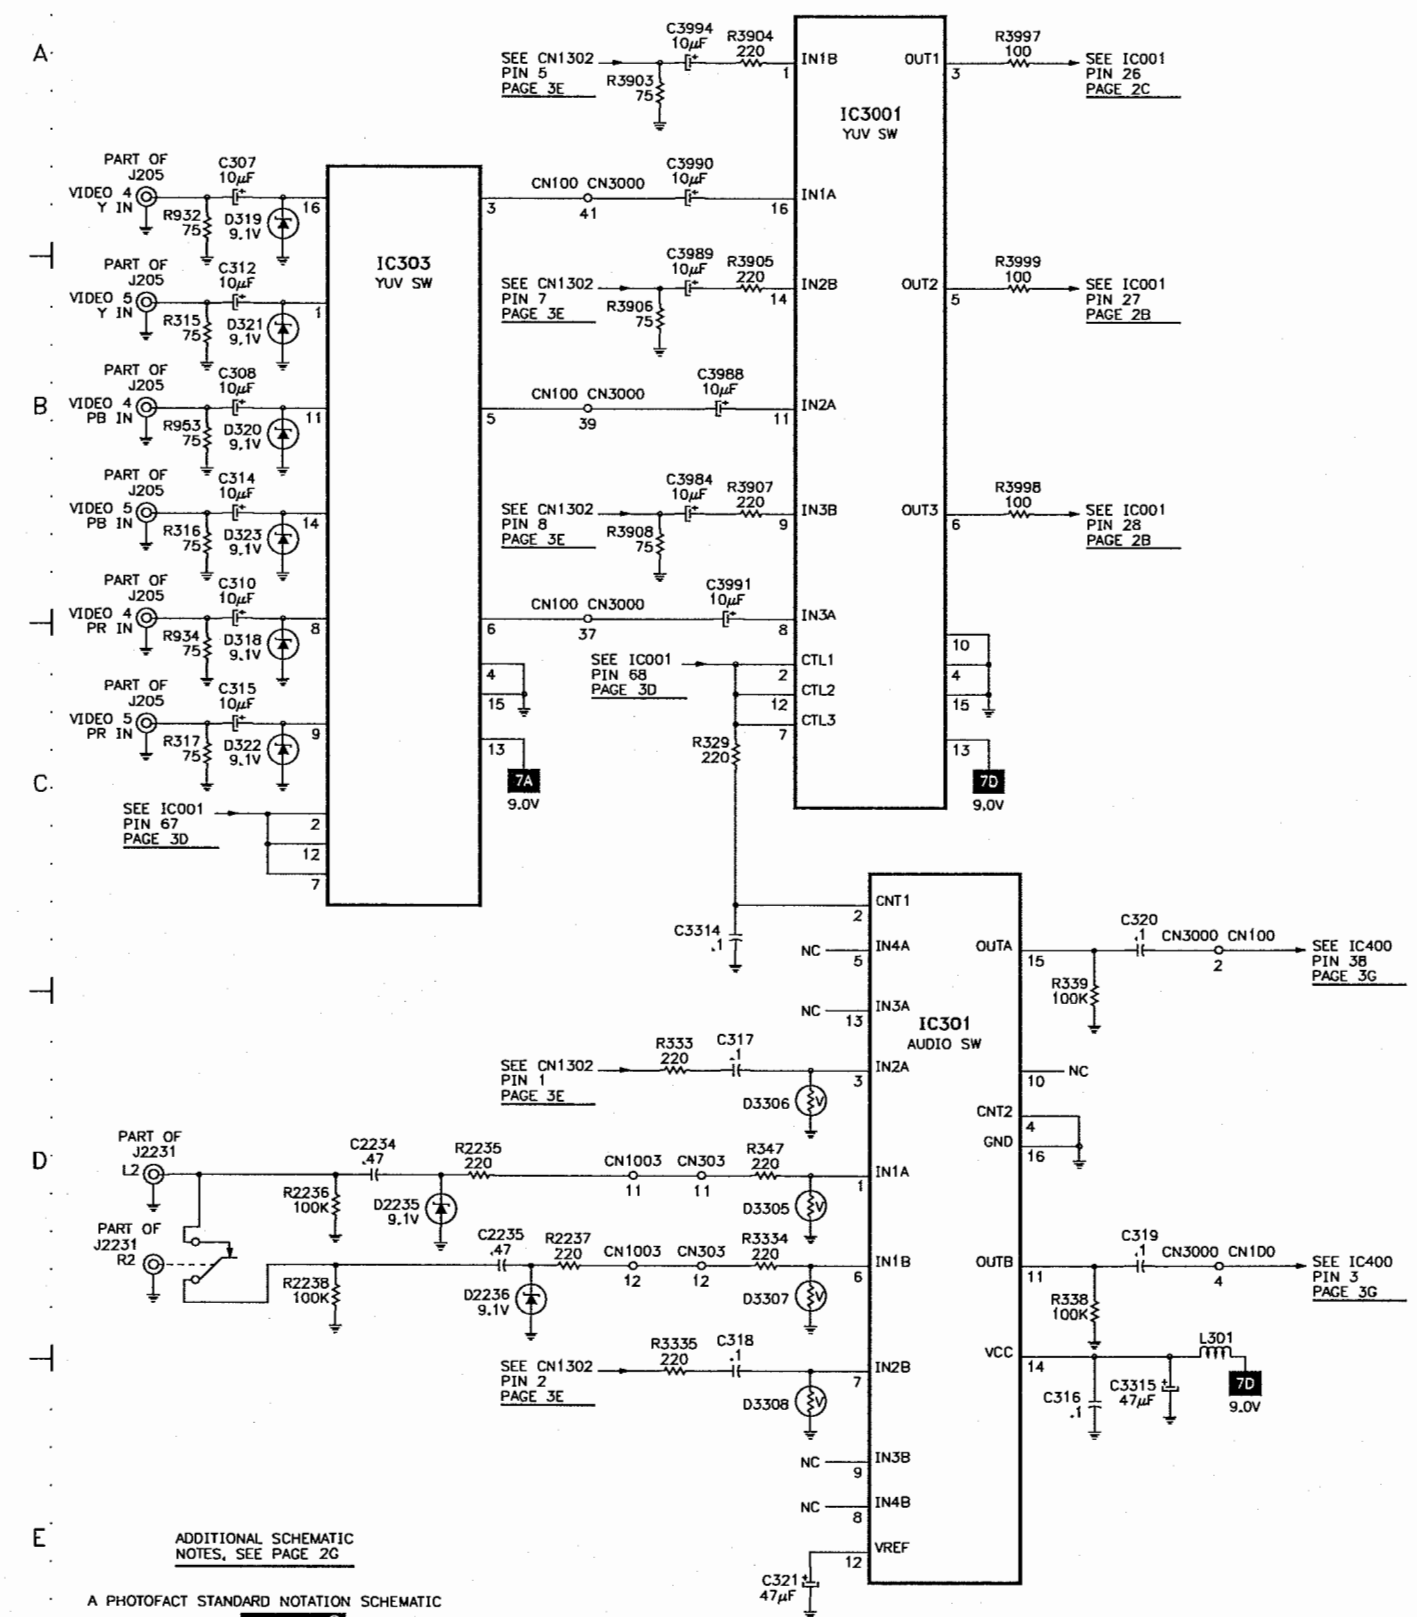 A
B
C
D
E
C3994
10µF
R3904
220
SEE CN1302
PIN 5
PAGE 3E
R3903
75
IN1B
1
OUT1
3
R3997
100
SEE IC001
PIN 26
PAGE 2C
IC3001
YUV SW
PART OF
J205
VIDEO 4
Y IN
C307
10µF
R932
75
D319
9.1V
16
3
CN100 CN3000
41
C3990
10µF
16
IN1A
IC303
YUV SW
PART OF
J205
VIDEO 5
Y IN
C312
10µF
R315
75
D321
9.1V
1
SEE CN1302
PIN 7
PAGE 3E
C3989
10µF
R3905
220
R3906
75
14
IN2B
OUT2
5
R3999
100
SEE IC001
PIN 27
PAGE 2B
PART OF
J205
VIDEO 4
PB IN
C308
10µF
R953
75
D320
9.1V
11
5
CN100 CN3000
39
C3988
10µF
11
IN2A
PART OF
J205
VIDEO 5
PB IN
C314
10µF
R316
75
D323
9.1V
14
SEE CN1302
PIN 8
PAGE 3E
C3984
10µF
R3907
220
R3908
75
9
IN3B
OUT3
6
R3998
100
SEE IC001
PIN 28
PAGE 2B
PART OF
J205
VIDEO 4
PR IN
C310
10µF
R934
75
D318
9.1V
8
6
CN100 CN3000
37
C3991
10µF
8
IN3A
10
4
15
13
7D
9.0V
SEE IC001
PIN 68
PAGE 3D
CTL1
2
CTL2
12
CTL3
7
R329
220
4
15
13
7A
9.0V
PART OF
J205
VIDEO 5
PR IN
C315
10µF
R317
75
D322
9.1V
9
SEE IC001
PIN 67
PAGE 3D
2
12
7
C3314
.1
CNT1
2
NC
IN4A
5
NC
IN3A
13
IC301
AUDIO SW
OUTA
15
C320
.1
CN3000 CN100
2
R339
100K
SEE IC400
PIN 38
PAGE 3G
SEE CN1302
PIN 1
PAGE 3E
R333
220
C317
.1
D3306
V
IN2A
3
10
NC
CNT2
4
GND
16
PART OF
J2231
L2
C2234
.47
R2235
220
R2236
100K
D2235
9.1V
CN1003 CN303
11 11
R347
220
D3305
V
IN1A
1
PART OF
J2231
R2
R2238
100K
C2235
.47
R2237
220
D2236
9.1V
CN1003 CN303
12 12
R3334
220
D3307
V
IN1B
6
OUTB
11
C319
.1
CN3000 CN1D0
4
R338
100K
SEE IC400
PIN 3
PAGE 3G
SEE CN1302
PIN 2
PAGE 3E
R3335
220
C318
.1
D3308
V
IN2B
7
VCC
14
L3D1
C316
.1
C3315
47µF
7D
9.0V
NC
IN3B
9
NC
IN4B
8
VREF
12
C321
47µF
ADDITIONAL SCHEMATIC
NOTES, SEE PAGE 2G
A PHOTOFACT STANDARD NOTATION SCHEMATIC